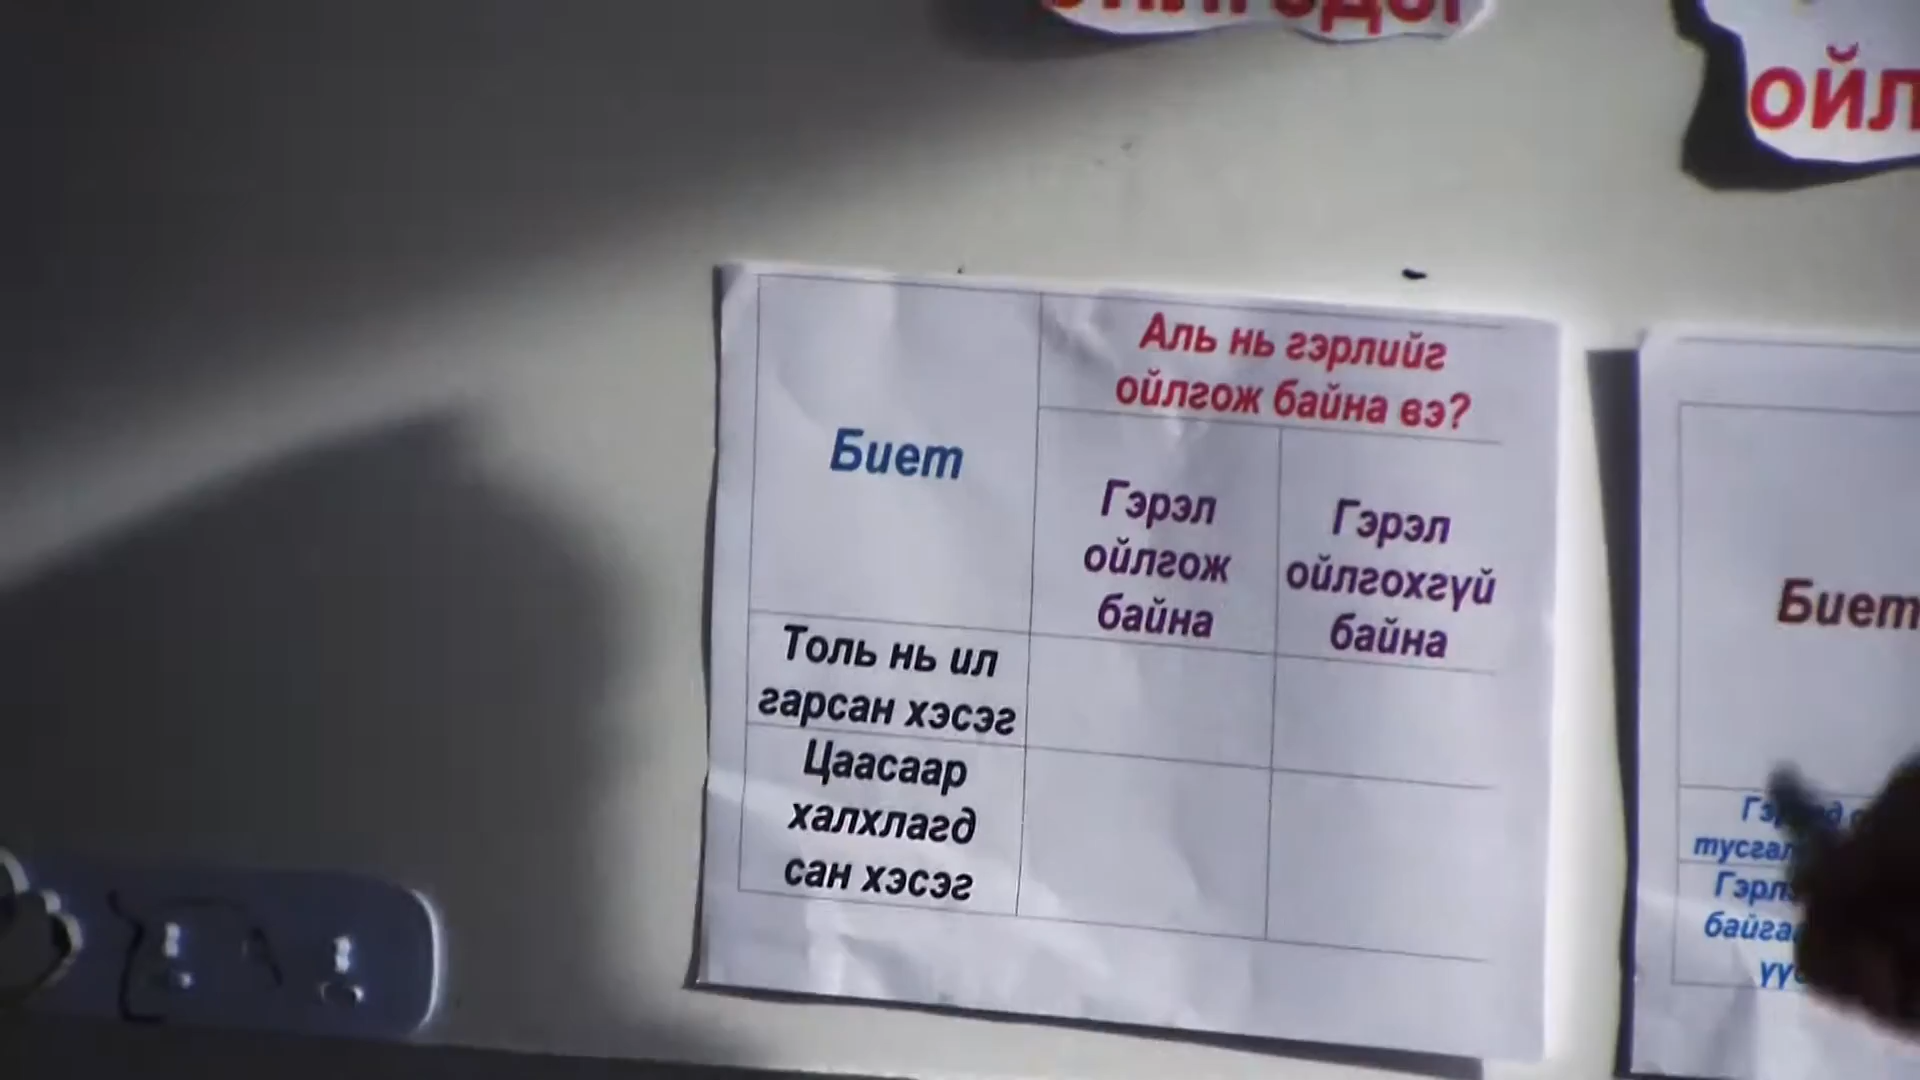 ойл
Аль нь гэрлийг
ойлгож байна вэ?
Биет
Гэрэл
ойлгож
байна
Гэрэл
ойлгохгүй
байна
Толь нь ил
гарсан хэсэг
Цаасаар
халхлагд
сан хэсэг
Биет